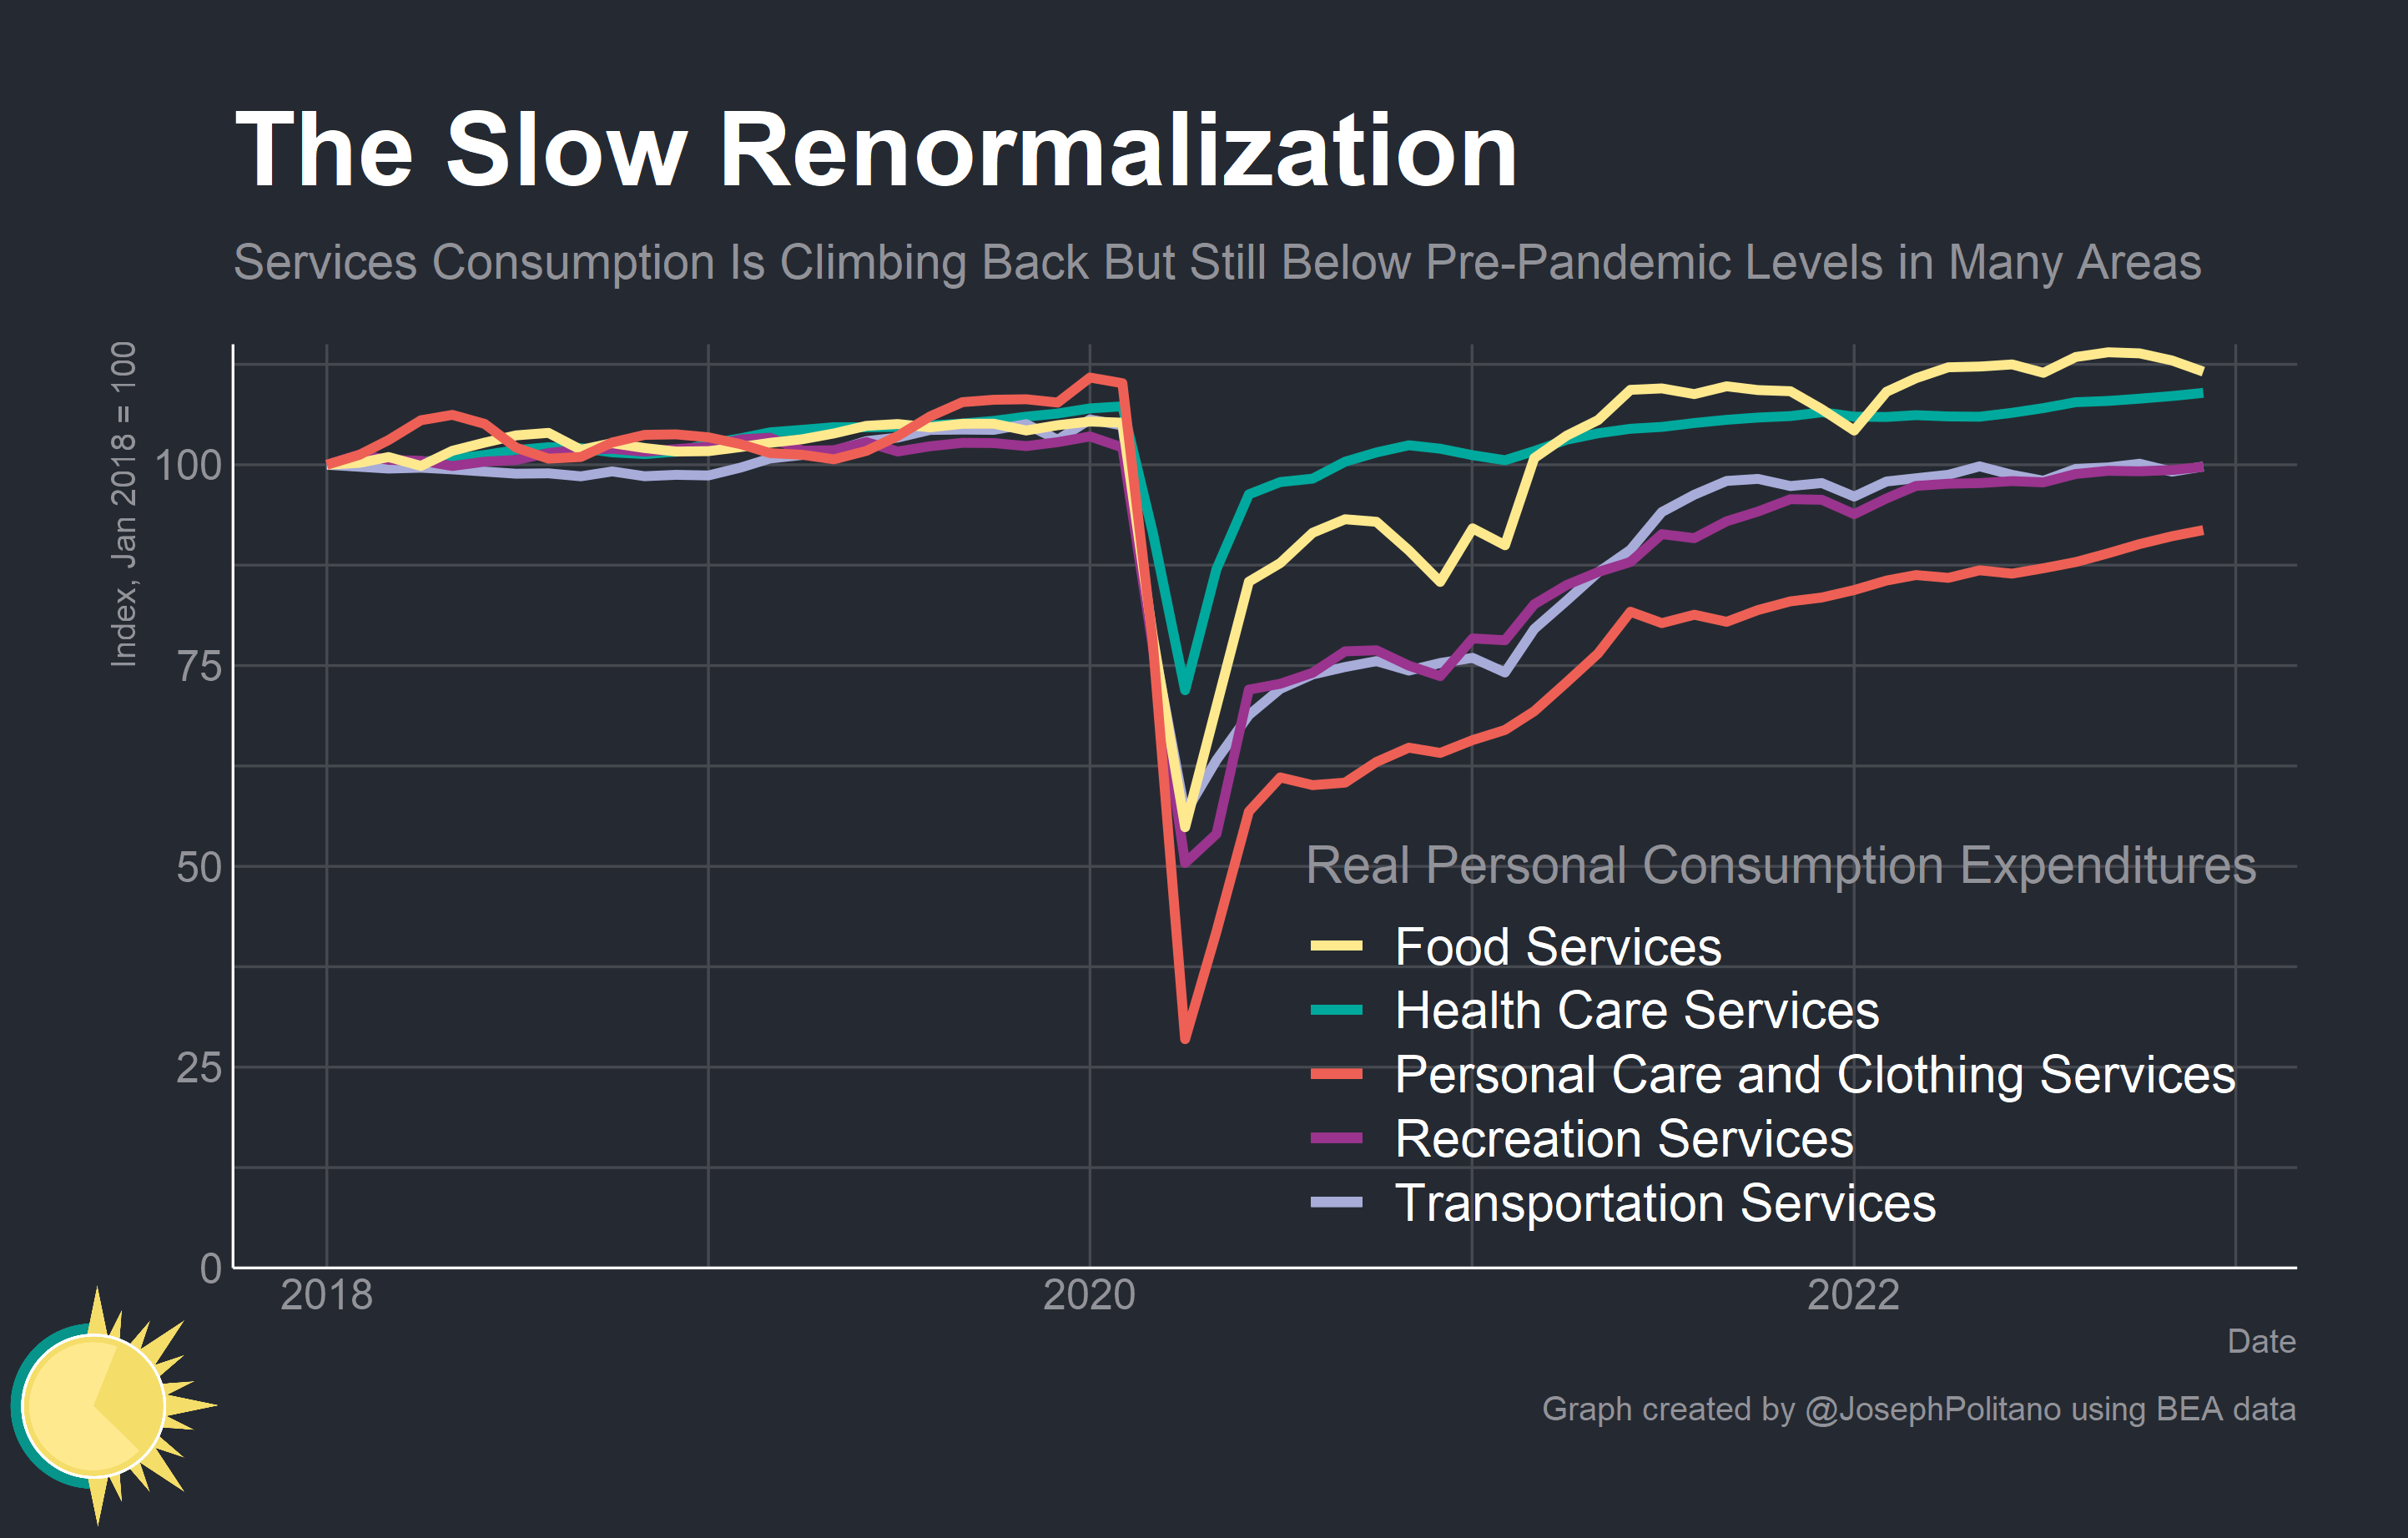 The Slow Renormalization
Services Consumption Is Climbing Back But Still Below Pre-Pandemic Levels in Many Areas
Index, Jan 2018 = 100
100
75
50
25
0
Real Personal Consumption Expenditures
Food Services
Health Care Services
Personal Care and Clothing Services
Recreation Services
Transportation Services
2018 2020 2022
Date
Graph created by @JosephPolitano using BEA data